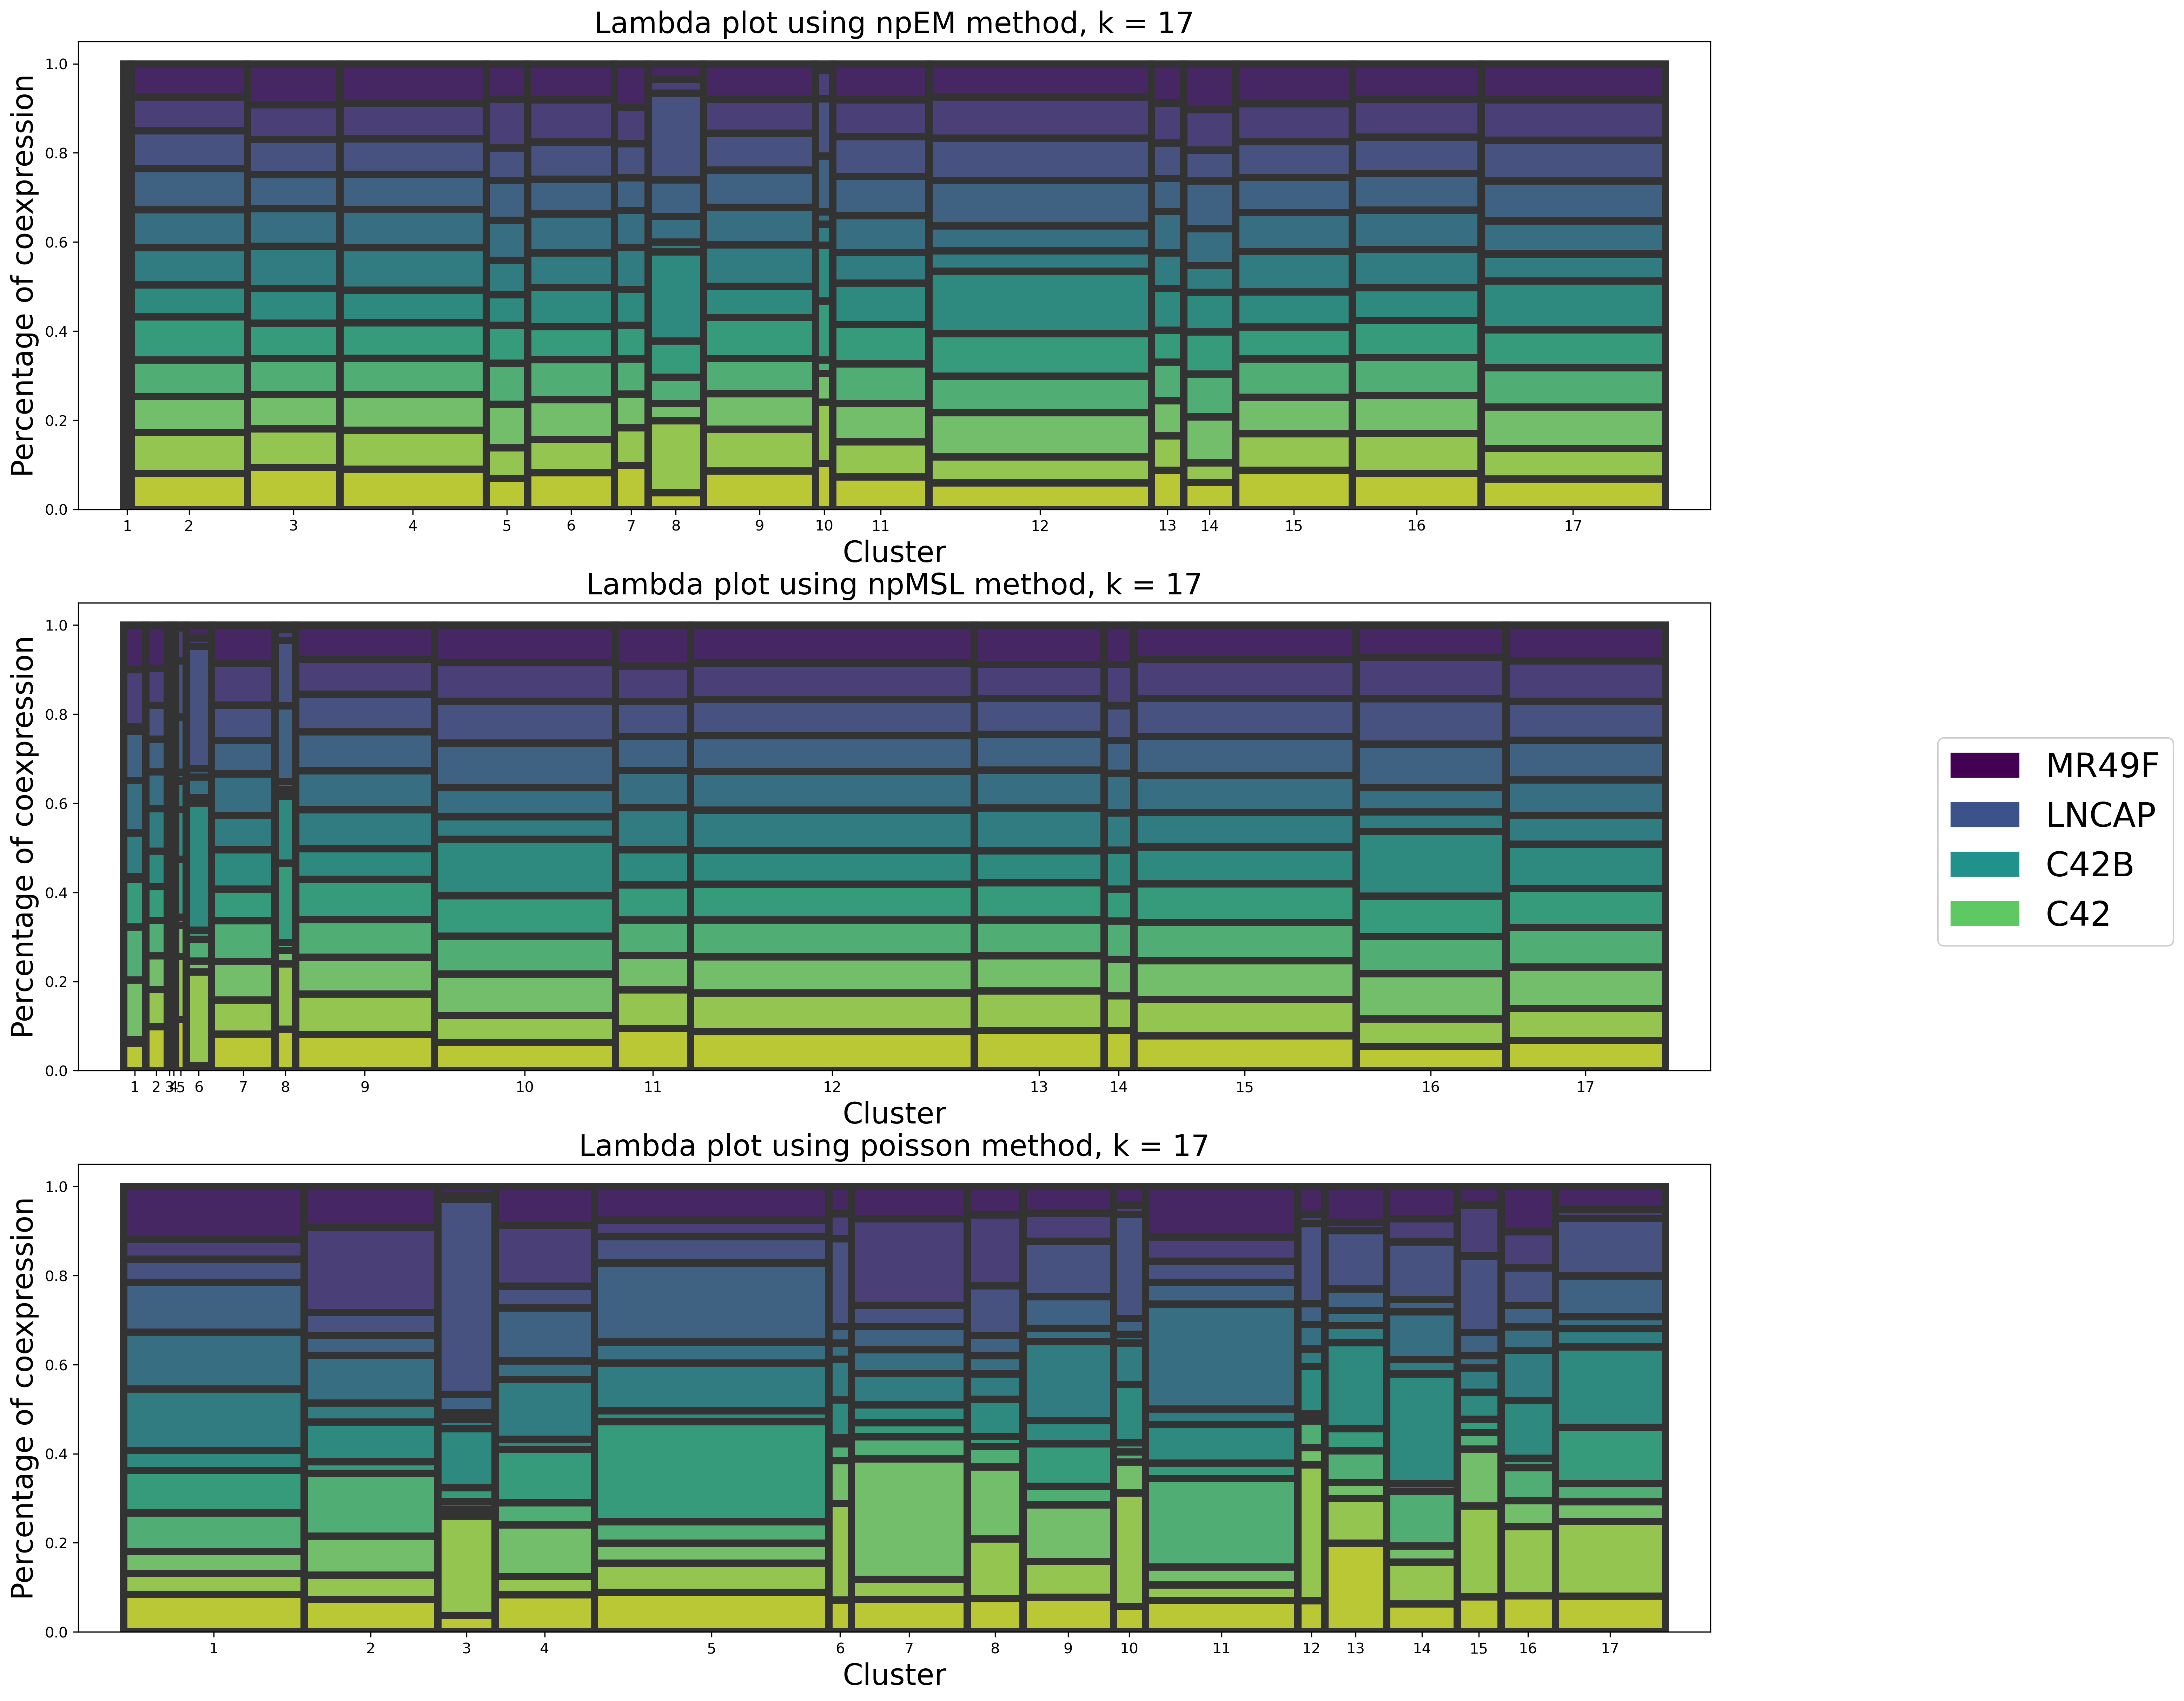 Lambda plot using npEM method, k = 17
Percentage of coexpression
1.0
0.8
0.6
0.4
0.2
0.0
1 2 3 4 5 6 7 8 9 10 11 12 13 14 15 16 17
Cluster
Lambda plot using npMSL method, k = 17
Percentage of coexpression
1.0
0.8
0.6
0.4
0.2
0.0
1 2 3 4 5 6 7 8 9 10 11 12 13 14 15 16 17
Cluster
Lambda plot using poisson method, k = 17
Percentage of coexpression
1.0
0.8
0.6
0.4
0.2
0.0
1 2 3 4 5 6 7 8 9 10 11 12 13 14 15 16 17
Cluster
MR49F
LNCAP
C42B
C42